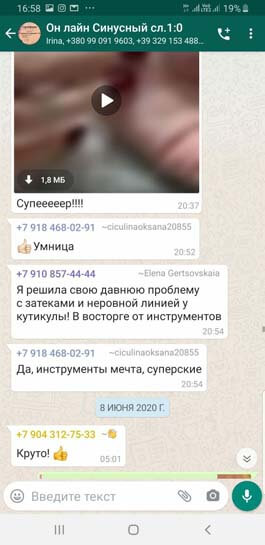 16:58
19%
Он лайн Синусный сл.1:0
Irina, +380 99 091 9603, +39 329 153 488...
1,8 МБ
20:37
Супееееер!!!!
+7 918 468-02-91 ~ciculinaoksana20855
👍Умница
20:52
+7 910 857-44-44 ~Elena Gertsovskaia
Я решила свою давнюю проблему
с затеками и неровной линией у
кутикулы! В восторге от инструментов
20:54
+7 918 468-02-91 ~ciculinaoksana20855
Да, инструменты мечта, суперские
20:54
8 ИЮНЯ 2020 Г.
+7 904 312-75-33 ~👏
Круто! 👍
05:01
Введите текст